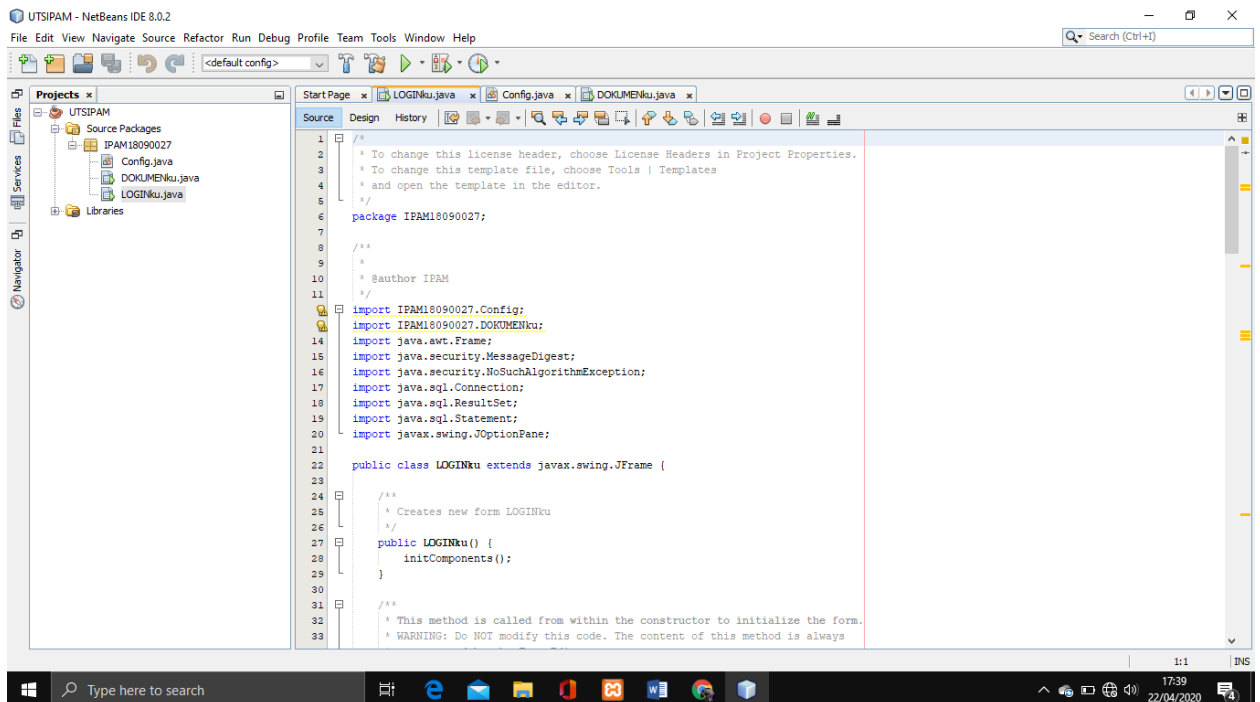 UTSIPAM - NetBeans IDE 8.0.2
File Edit View Navigate Source Refactor Run Debug Profile Team Tools Window Help
Search (Ctrl+I)
<default config>
Projects
Start Page
LOGINku.java
Config.java
DOKUMENku.java
Files
Services
Navigator
UTSIPAM
Source Packages
IPAM18090027
Config.java
DOKUMENku.java
LOGINku.java
Libraries
Source Design History
1 /*
2 * To change this license header, choose License Headers in Project Properties.
3 * To change this template file, choose Tools | Templates
4 * and open the template in the editor.
5 */
6 package IPAM18090027;
7
8 /**
9 *
10 * @author IPAM
11 */
import IPAM18090027.Config;
import IPAM18090027.DOKUMENku;
14 import java.awt.Frame;
15 import java.security.MessageDigest;
16 import java.security.NoSuchAlgorithmException;
17 import java.sql.Connection;
18 import java.sql.ResultSet;
19 import java.sql.Statement;
20 import javax.swing.JOptionPane;
21
22 public class LOGINku extends javax.swing.JFrame {
23
24 /**
25 * Creates new form LOGINku
26 */
27 public LOGINku() {
28 initComponents();
29 }
30
31 /**
32 * This method is called from within the constructor to initialize the form.
33 * WARNING: Do NOT modify this code. The content of this method is always
1:1 INS
Type here to search
17:39
22/04/2020
4